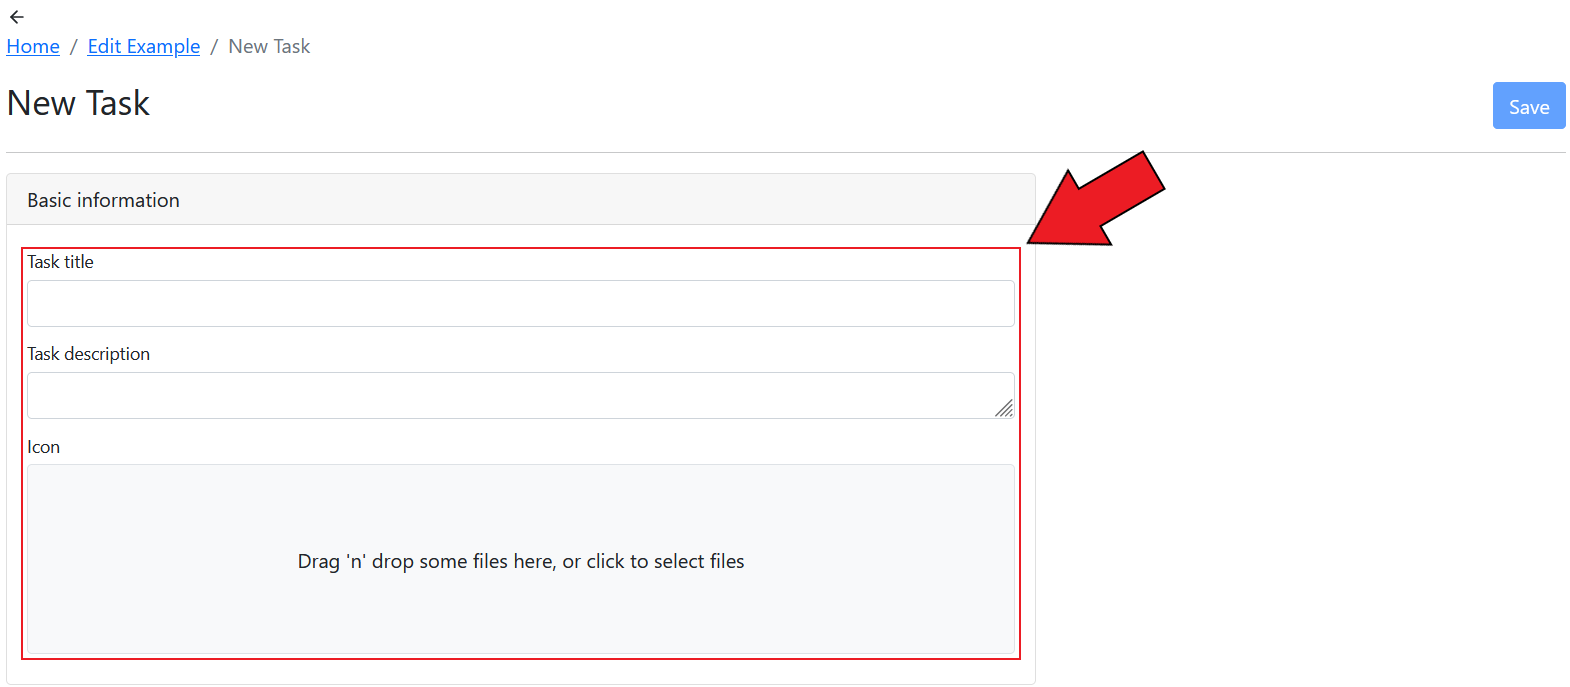 Home / Edit Example / New Task
New Task
Save
Basic information
Task title
Task description
Icon
Drag 'n' drop some files here, or click to select files